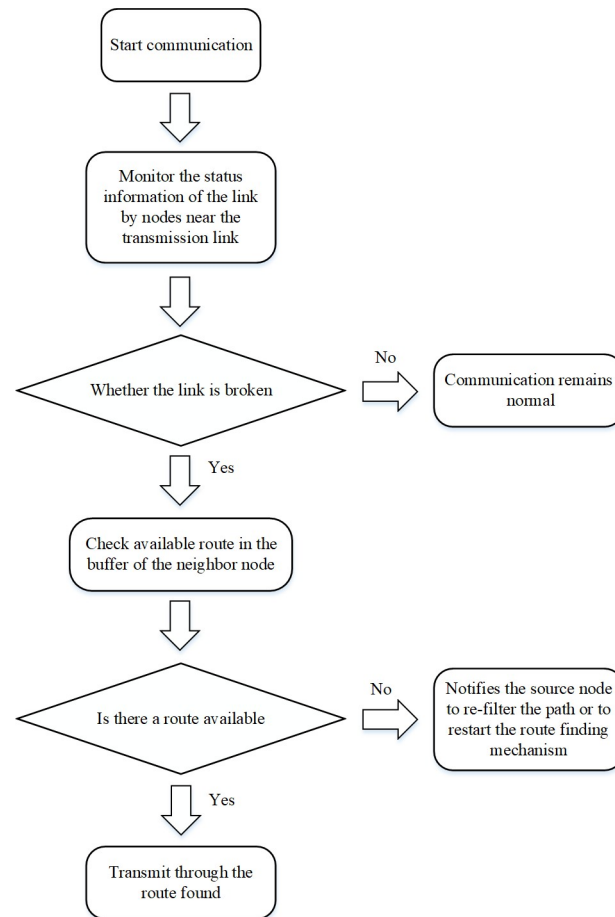 Start communication
Monitor the status
information of the link
by nodes near the
transmission link
Whether the link is broken
No
Communication remains
normal
Yes
Check available route in the
buffer of the neighbor node
Is there a route available
No
Notifies the source node
to re-filter the path or to
restart the route finding
mechanism
Yes
Transmit through the
route found